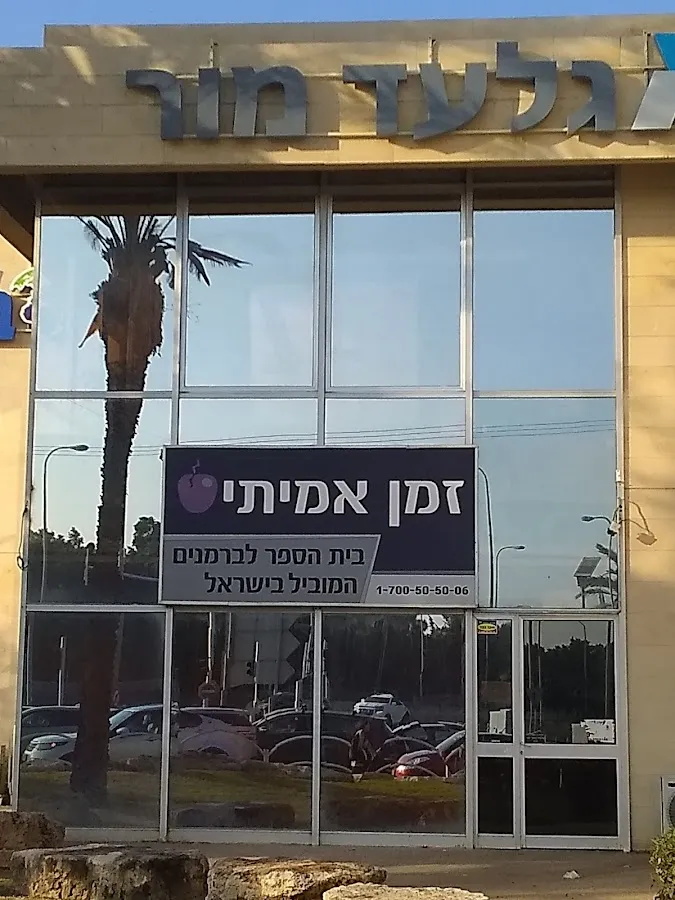 גלעד מור
זמן אמיתי
בית הספר לברמנים
המוביל בישראל
1-700-50-50-06